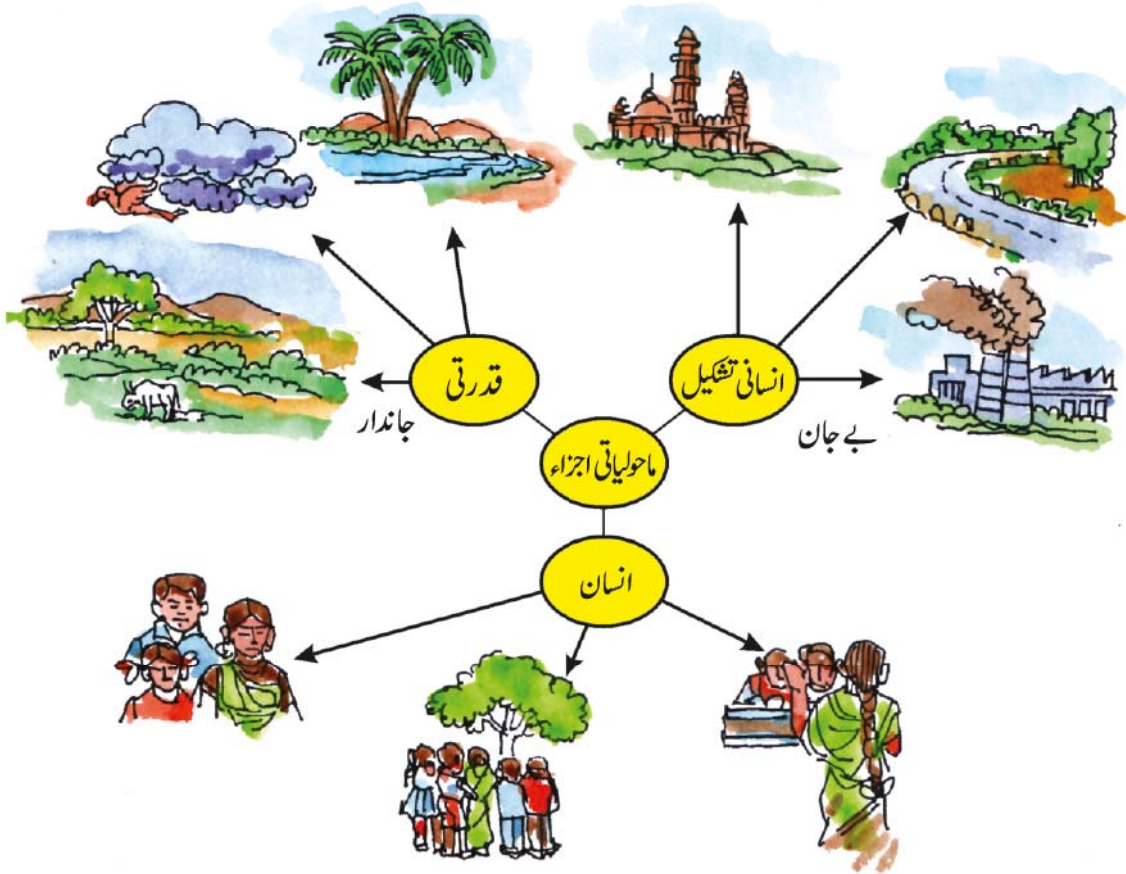 انسانی تشکیل
قدرتی
بے جان
جاندار
ماحولیاتی اجزاء
انسان